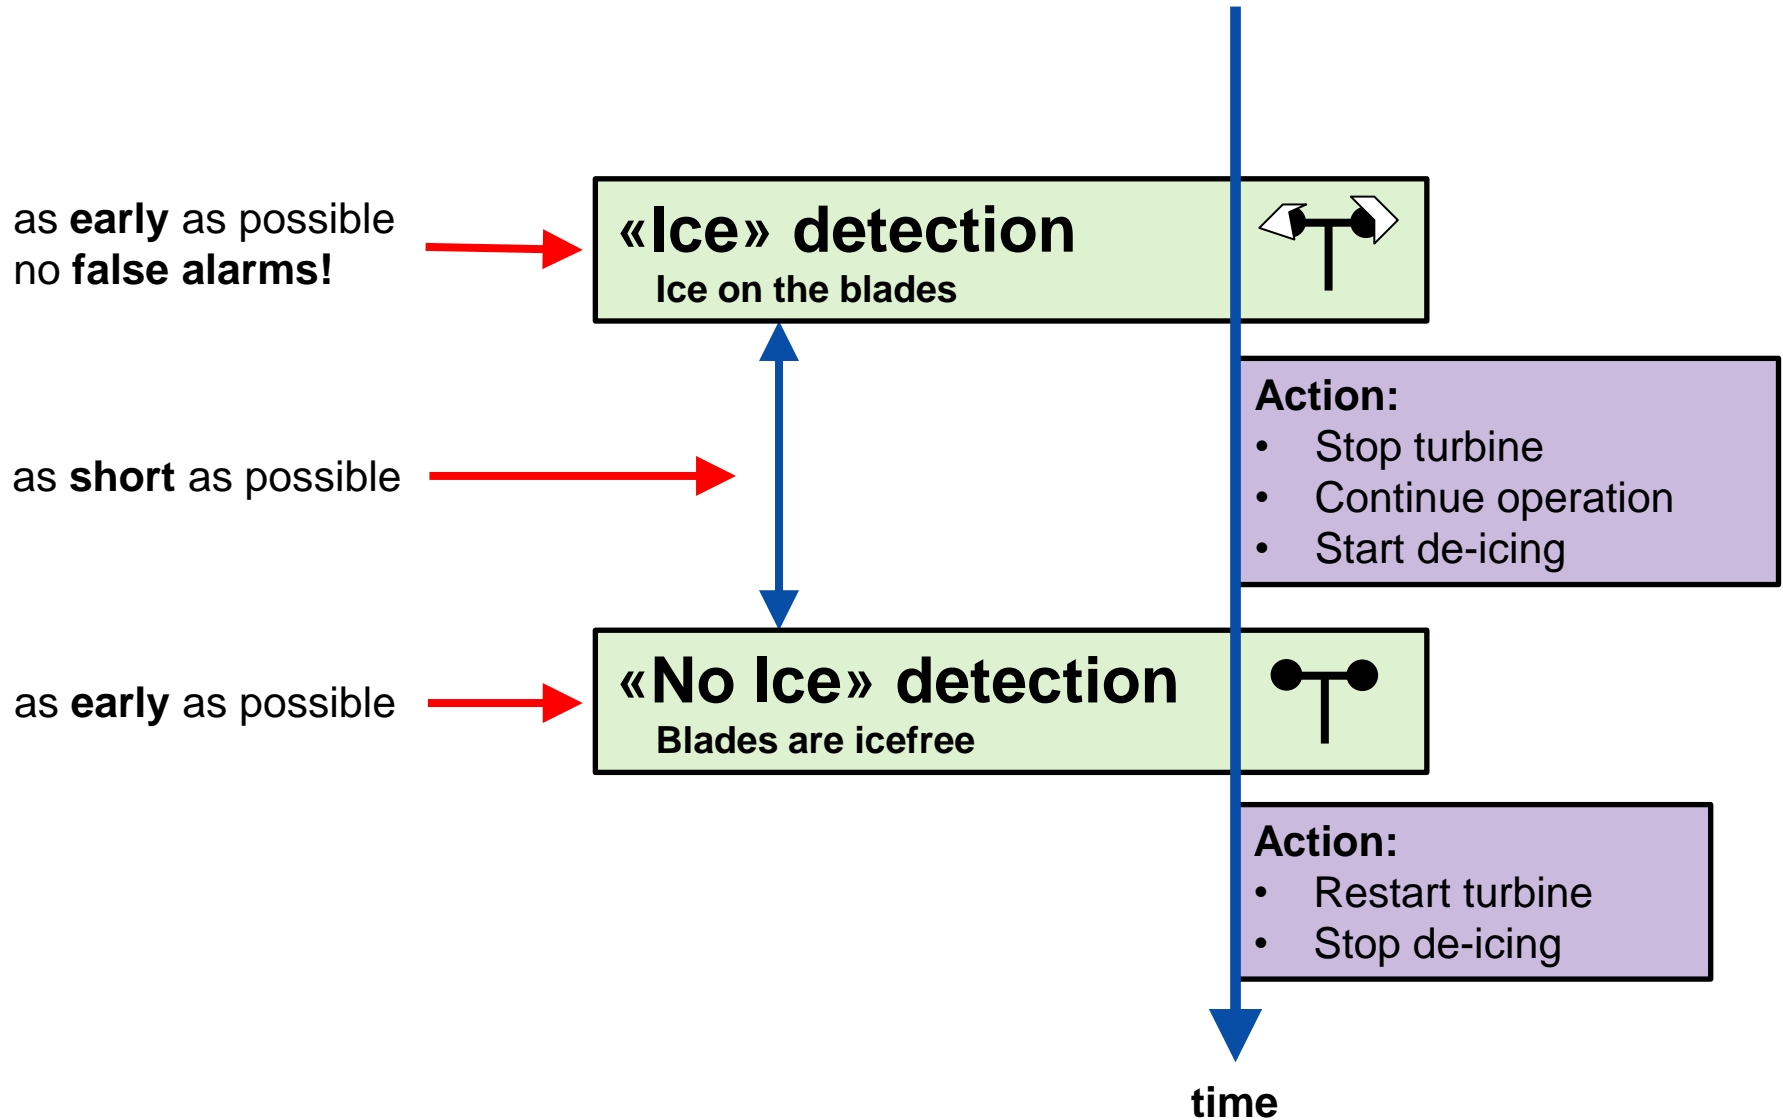 as early as possible
no false alarms!
«Ice» detection
Ice on the blades
Action:
• Stop turbine
• Continue operation
• Start de-icing
as short as possible
as early as possible
«No Ice» detection
Blades are icefree
Action:
• Restart turbine
• Stop de-icing
time